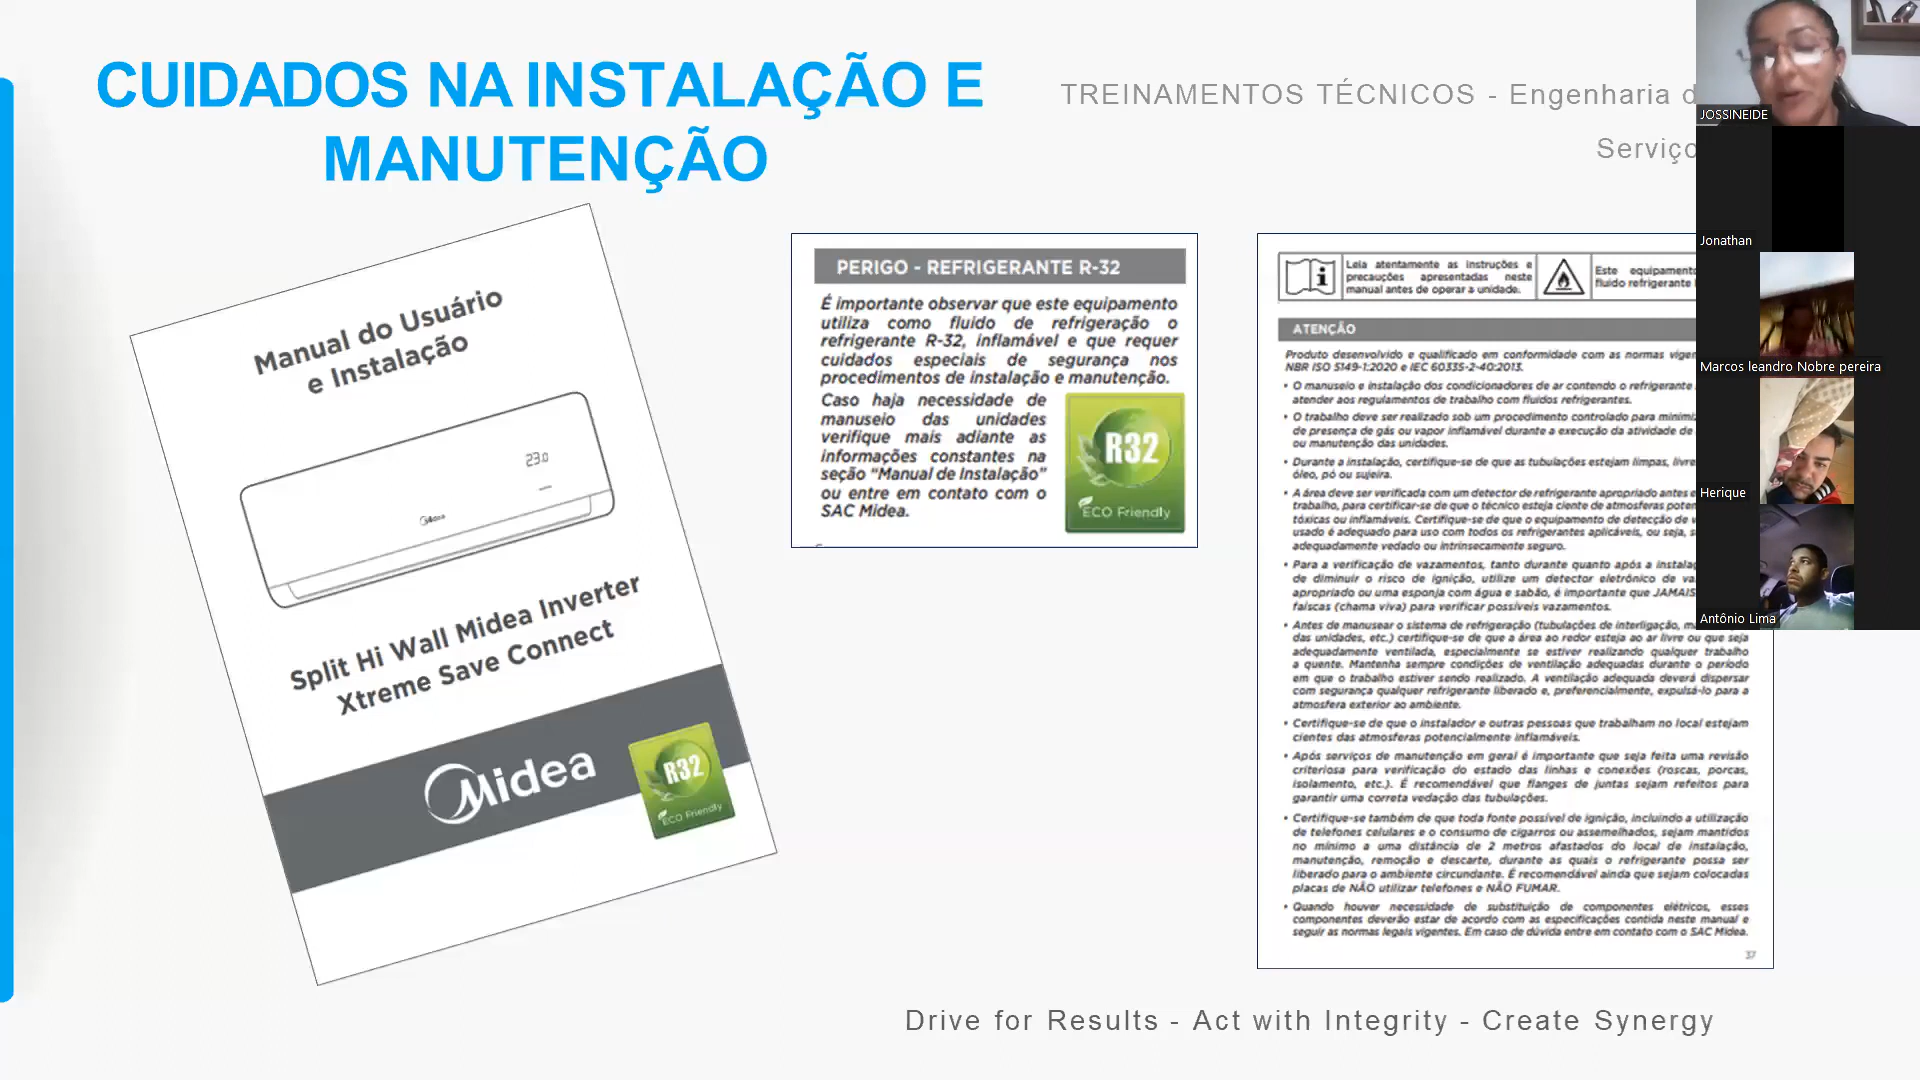 CUIDADOS NA INSTALAÇÃO E
MANUTENÇÃO
TREINAMENTOS TÉCNICOS - Engenharia
Serviço
Manual do Usuário
e Instalação
23.0
Midea
Split Hi Wall Midea Inverter
Xtreme Save Connect
Midea
R32
ECO Friendly
PERIGO - REFRIGERANTE R-32
É importante observar que este equipamento
utiliza como fluido de refrigeração o
refrigerante R-32, inflamável e que requer
cuidados especiais de segurança nos
procedimentos de instalação e manutenção.
Caso haja necessidade de
manuseio das unidades
verifique mais adiante as
informações constantes na
seção “Manual de Instalação”
ou entre em contato com o
SAC Midea.
R32
ECO Friendly
Leia atentamente as instruções e
precauções apresentadas neste
manual antes de operar a unidade.
Este equipamento
fluido refrigerante
ATENÇÃO
Produto desenvolvido e qualificado em conformidade com as normas
NBR ISO 5149-1:2020 e IEC 60335-2-40:2013.
• O manuseio e instalação dos condicionadores de ar contendo o refrigerante
atender aos regulamentos de trabalho com fluidos refrigerantes.
• O trabalho deve ser realizado sob um procedimento controlado para
de presença de gás ou vapor inflamável durante a execução da atividade de
ou manutenção das unidades.
• Durante a instalação, certifique-se de que as tubulações estejam limpas,
óleo, pó ou sujeira.
• A área deve ser verificada com um detector de refrigerante apropriado antes
trabalho, para certificar-se de que o técnico esteja ciente de atmosferas
tóxicas ou inflamáveis. Certifique-se de que o equipamento de detecção de
usado é adequado para uso com todos os refrigerantes aplicáveis, ou seja,
adequadamente vedado ou intrinsecamente seguro.
• Para a verificação de vazamentos, tanto durante quanto após a
de diminuir o risco de ignição, utilize um detector eletrônico de
apropriado ou uma esponja com água e sabão, é importante que JAMAIS
faíscas (chama viva) para verificar possíveis vazamentos.
• Antes de manusear o sistema de refrigeração (tubulações de interligação,
das unidades, etc.) certifique-se de que a área ao redor esteja ao ar livre ou que seja
adequadamente ventilada, especialmente se estiver realizando qualquer trabalho
a quente. Mantenha sempre condições de ventilação adequadas durante o período
em que o trabalho estiver sendo realizado. A ventilação adequada deverá dispersar
com segurança qualquer refrigerante liberado e, preferencialmente, expulsá-lo para a
atmosfera exterior ao ambiente.
• Certifique-se de que o instalador e outras pessoas que trabalham no local estejam
cientes das atmosferas potencialmente inflamáveis.
• Após serviços de manutenção em geral é importante que seja feita uma revisão
criteriosa para verificação do estado das linhas e conexões (roscas, porcas,
isolamento, etc.). É recomendável que flanges de juntas sejam refeitos para
garantir uma correta vedação das tubulações.
• Certifique-se também de que toda fonte possível de ignição, incluindo a utilização
de telefones celulares e o consumo de cigarros ou assemelhados, sejam mantidos
no mínimo a uma distância de 2 metros afastados do local de instalação,
manutenção, remoção e descarte, durante as quais o refrigerante possa ser
liberado para o ambiente circundante. É recomendável ainda que sejam colocadas
placas de NÃO utilizar telefones e NÃO FUMAR.
• Quando houver necessidade de substituição de componentes elétricos, esses
componentes deverão estar de acordo com as especificações contida neste manual e
seguir as normas legais vigentes. Em caso de dúvida entre em contato com o SAC Midea.
37
JOSSINEIDE
Jonathan
Marcos leandro Nobre pereira
Herique
Antônio Lima
Drive for Results - Act with Integrity - Create Synergy